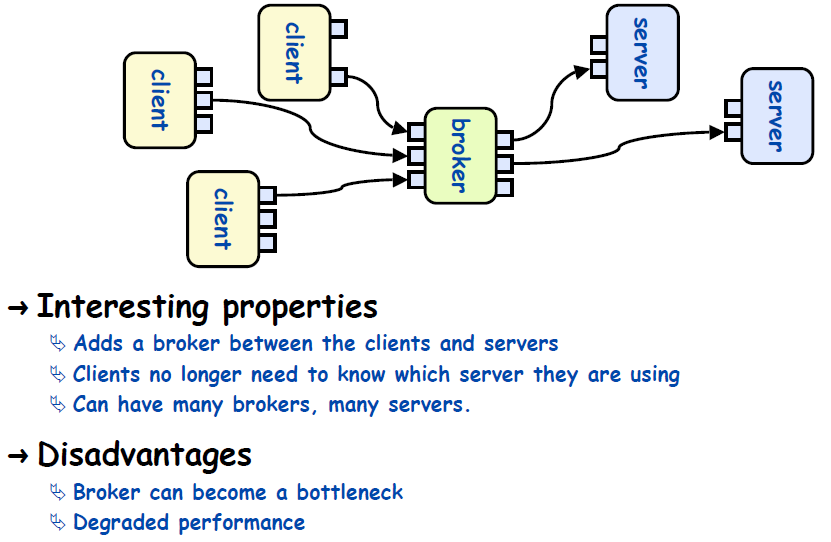 client
server
client
server
broker
client
→ Interesting properties
Adds a broker between the clients and servers
Clients no longer need to know which server they are using
Can have many brokers, many servers.
→ Disadvantages
Broker can become a bottleneck
Degraded performance